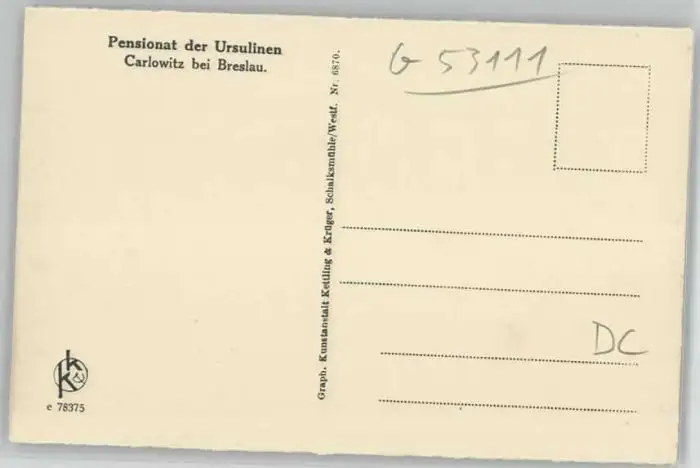 Pensionat der Ursulinen
Carlowitz bei Breslau.
G 53111
Graph. Kunstanstalt Kettling & Krüger, Schalksmühle/Westf. Nr. 6870.
DC
k & k
e 78375